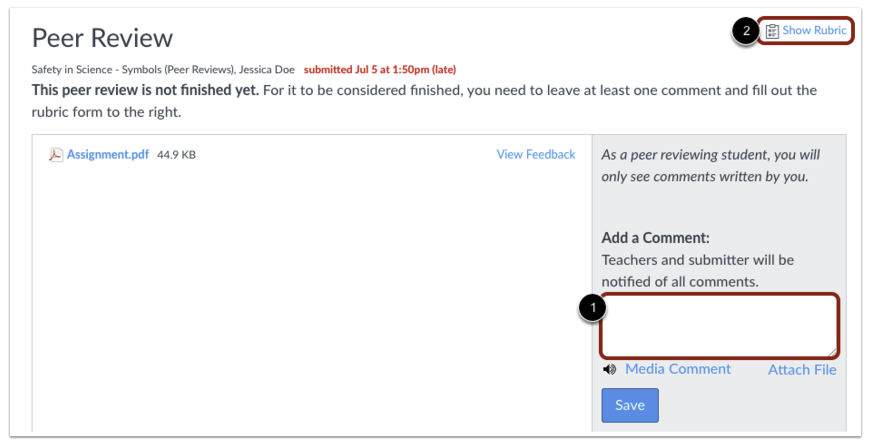 Peer Review
2
Show Rubric
Safety in Science - Symbols (Peer Reviews), Jessica Doe submitted Jul 5 at 1:50pm (late)
This peer review is not finished yet. For it to be considered finished, you need to leave at least one comment and fill out the
rubric form to the right.
Assignment.pdf 44.9 KB
View Feedback
As a peer reviewing student, you will
only see comments written by you.
Add a Comment:
Teachers and submitter will be
notified of all comments.
1
Media Comment
Attach File
Save